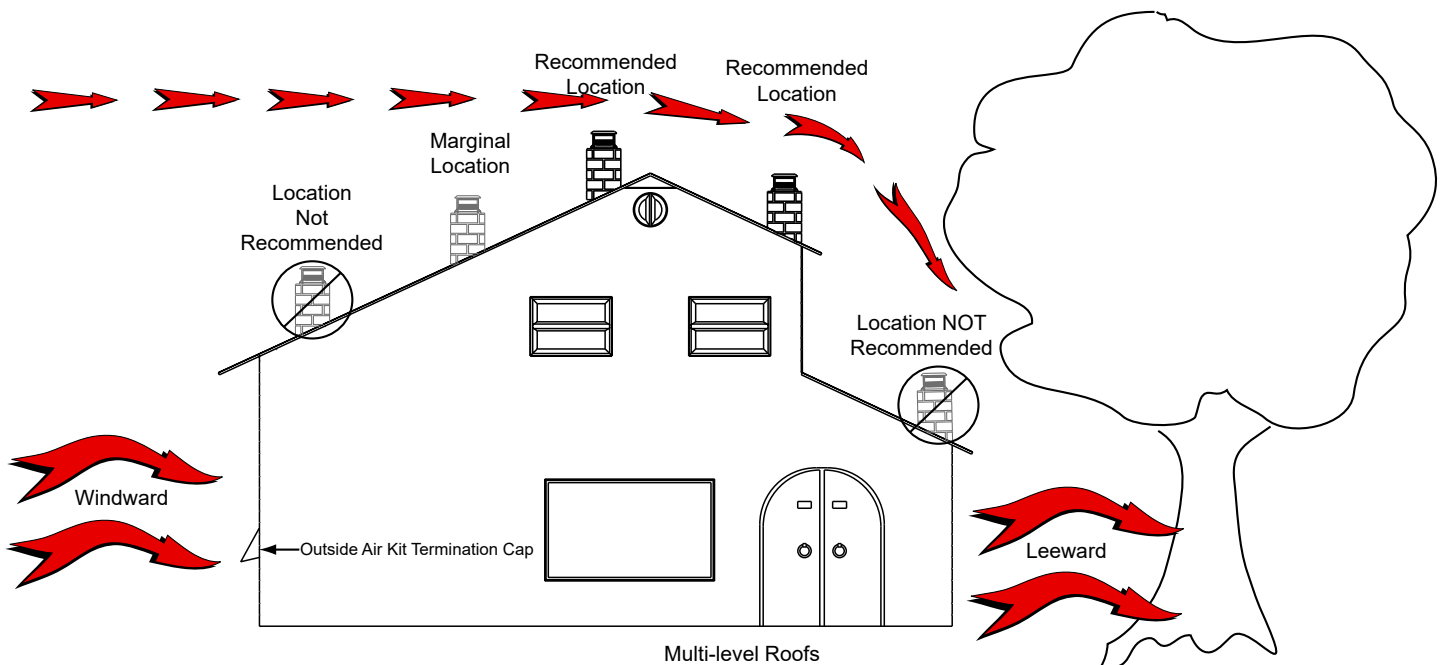 Recommended
Location
Recommended
Location
Marginal
Location
Location
Not
Recommended
Location NOT
Recommended
Windward
Outside Air Kit Termination Cap
Leeward
Multi-level Roofs